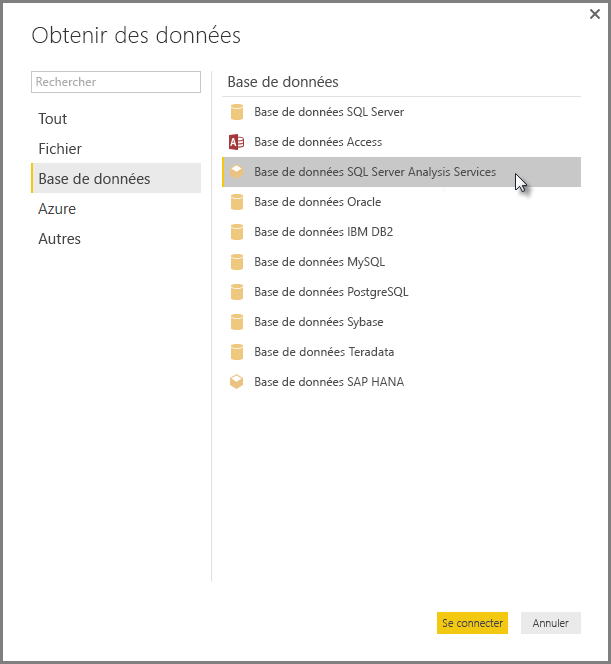 Obtenir des données
Rechercher
Tout
Fichier
Base de données
Azure
Autres
Base de données
Base de données SQL Server
Base de données Access
Base de données SQL Server Analysis Services
Base de données Oracle
Base de données IBM DB2
Base de données MySQL
Base de données PostgreSQL
Base de données Sybase
Base de données Teradata
Base de données SAP HANA
Se connecter
Annuler